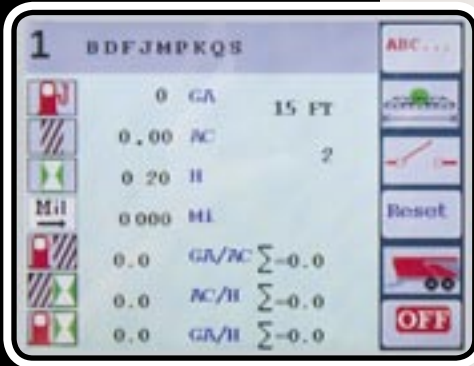 1 BDFJMPKQS
ABC...
0 GA
15 FT
0.00 AC
2
0 20 H
Mil
0 000 Mi
Reset
0.0 GA/AC ∑=0.0
0.0 AC/H ∑=0.0
0.0 GA/H ∑=0.0
OFF